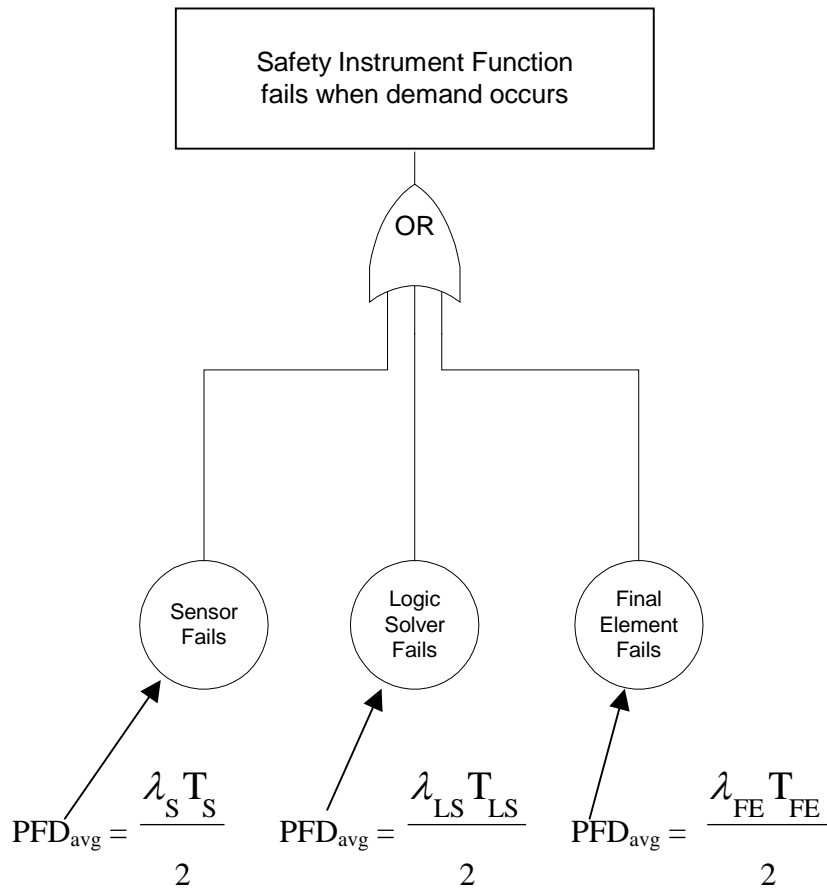 Safety Instrument Function
fails when demand occurs
OR
Sensor
Fails
Logic
Solver
Fails
Final
Element
Fails
PFDavg = λS TS / 2
PFDavg = λLS TLS / 2
PFDavg = λFE TFE / 2